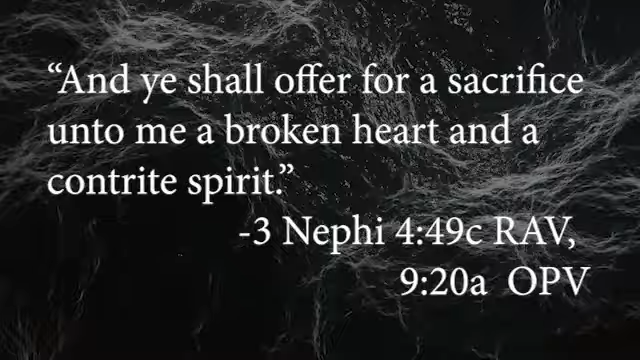 “And ye shall offer for a sacrifice
unto me a broken heart and a
contrite spirit.”
-3 Nephi 4:49c RAV,
9:20a OPV